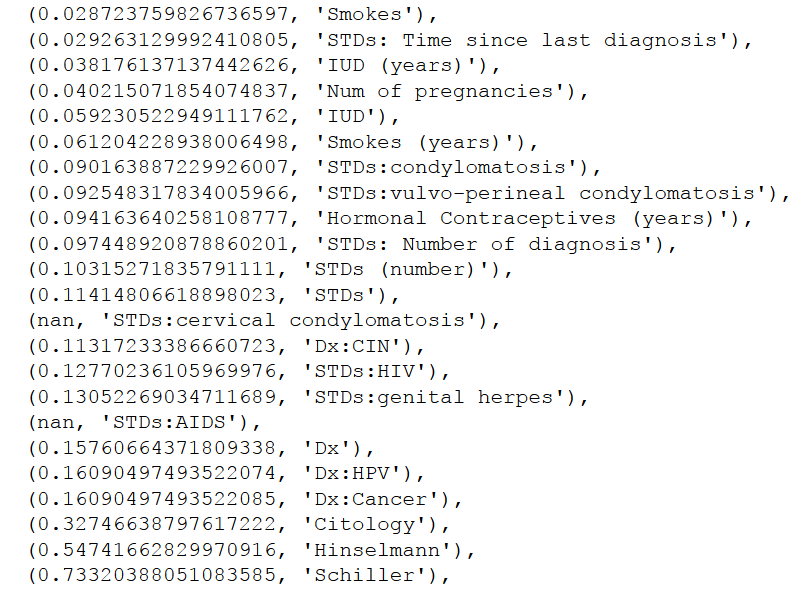 (0.028723759826736597, 'Smokes'),
(0.029263129992410805, 'STDs: Time since last diagnosis'),
(0.038176137137442626, 'IUD (years)'),
(0.040215071854074837, 'Num of pregnancies'),
(0.059230522949111762, 'IUD'),
(0.061204228938006498, 'Smokes (years)'),
(0.090163887229926007, 'STDs:condylomatosis'),
(0.092548317834005966, 'STDs:vulvo-perineal condylomatosis'),
(0.094163640258108777, 'Hormonal Contraceptives (years)'),
(0.097448920878860201, 'STDs: Number of diagnosis'),
(0.10315271835791111, 'STDs (number)'),
(0.11414806618898023, 'STDs'),
(nan, 'STDs:cervical condylomatosis'),
(0.11317233386660723, 'Dx:CIN'),
(0.12770236105969976, 'STDs:HIV'),
(0.13052269034711689, 'STDs:genital herpes'),
(nan, 'STDs:AIDS'),
(0.15760664371809338, 'Dx'),
(0.16090497493522074, 'Dx:HPV'),
(0.16090497493522085, 'Dx:Cancer'),
(0.32746638797617222, 'Citology'),
(0.54741662829970916, 'Hinselmann'),
(0.73320388051083585, 'Schiller'),